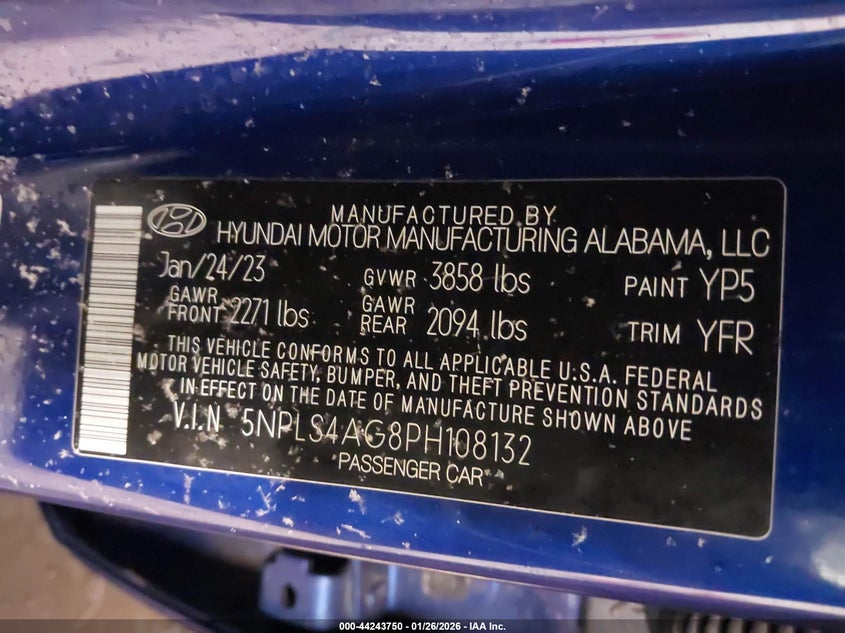 MANUFACTURED BY
HYUNDAI MOTOR MANUFACTURING ALABAMA, LLC
Jan/24/23 GVWR 3858 lbs PAINT YP5
GAWR FRONT 2271 lbs GAWR REAR 2094 lbs TRIM YFR
THIS VEHICLE CONFORMS TO ALL APPLICABLE U.S.A. FEDERAL
MOTOR VEHICLE SAFETY, BUMPER, AND THEFT PREVENTION STANDARDS
IN EFFECT ON THE DATE OF MANUFACTURE SHOWN ABOVE
V.I.N 5NPLS4AG8PH108132
PASSENGER CAR
000-44243750 - 01/26/2026 - IAA Inc.